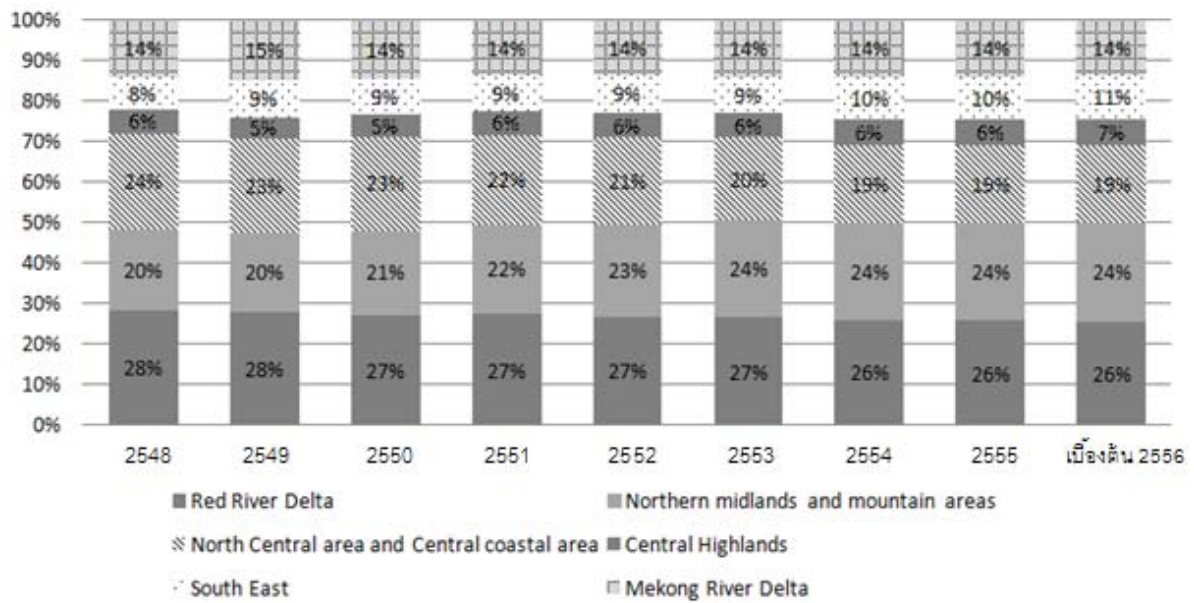 100%
90%
80%
70%
60%
50%
40%
30%
20%
10%
0%
14% 15% 14% 14% 14% 14% 14% 14% 14%
8% 9% 9% 9% 9% 9% 10% 10% 11%
6% 5% 5% 6% 6% 6% 6% 6% 7%
24% 23% 23% 22% 21% 20% 19% 19% 19%
20% 20% 21% 22% 23% 24% 24% 24% 24%
28% 28% 27% 27% 27% 27% 26% 26% 26%
2548 2549 2550 2551 2552 2553 2554 2555 เบื้องต้น 2556
Red River Delta Northern midlands and mountain areas
North Central area and Central coastal area Central Highlands
South East Mekong River Delta